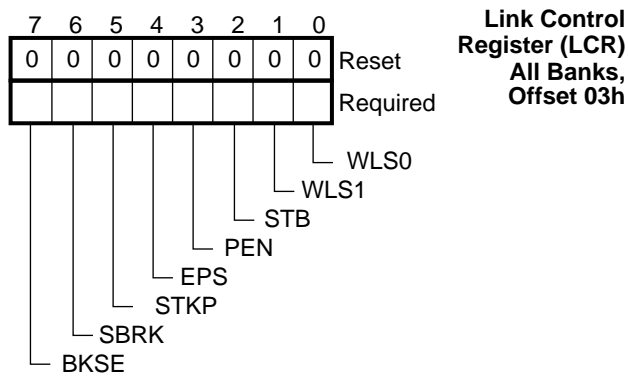 7 6 5 4 3 2 1 0
0 0 0 0 0 0 0 0 Reset
Required
Link Control
Register (LCR)
All Banks,
Offset 03h
WLS0
WLS1
STB
PEN
EPS
STKP
SBRK
BKSE